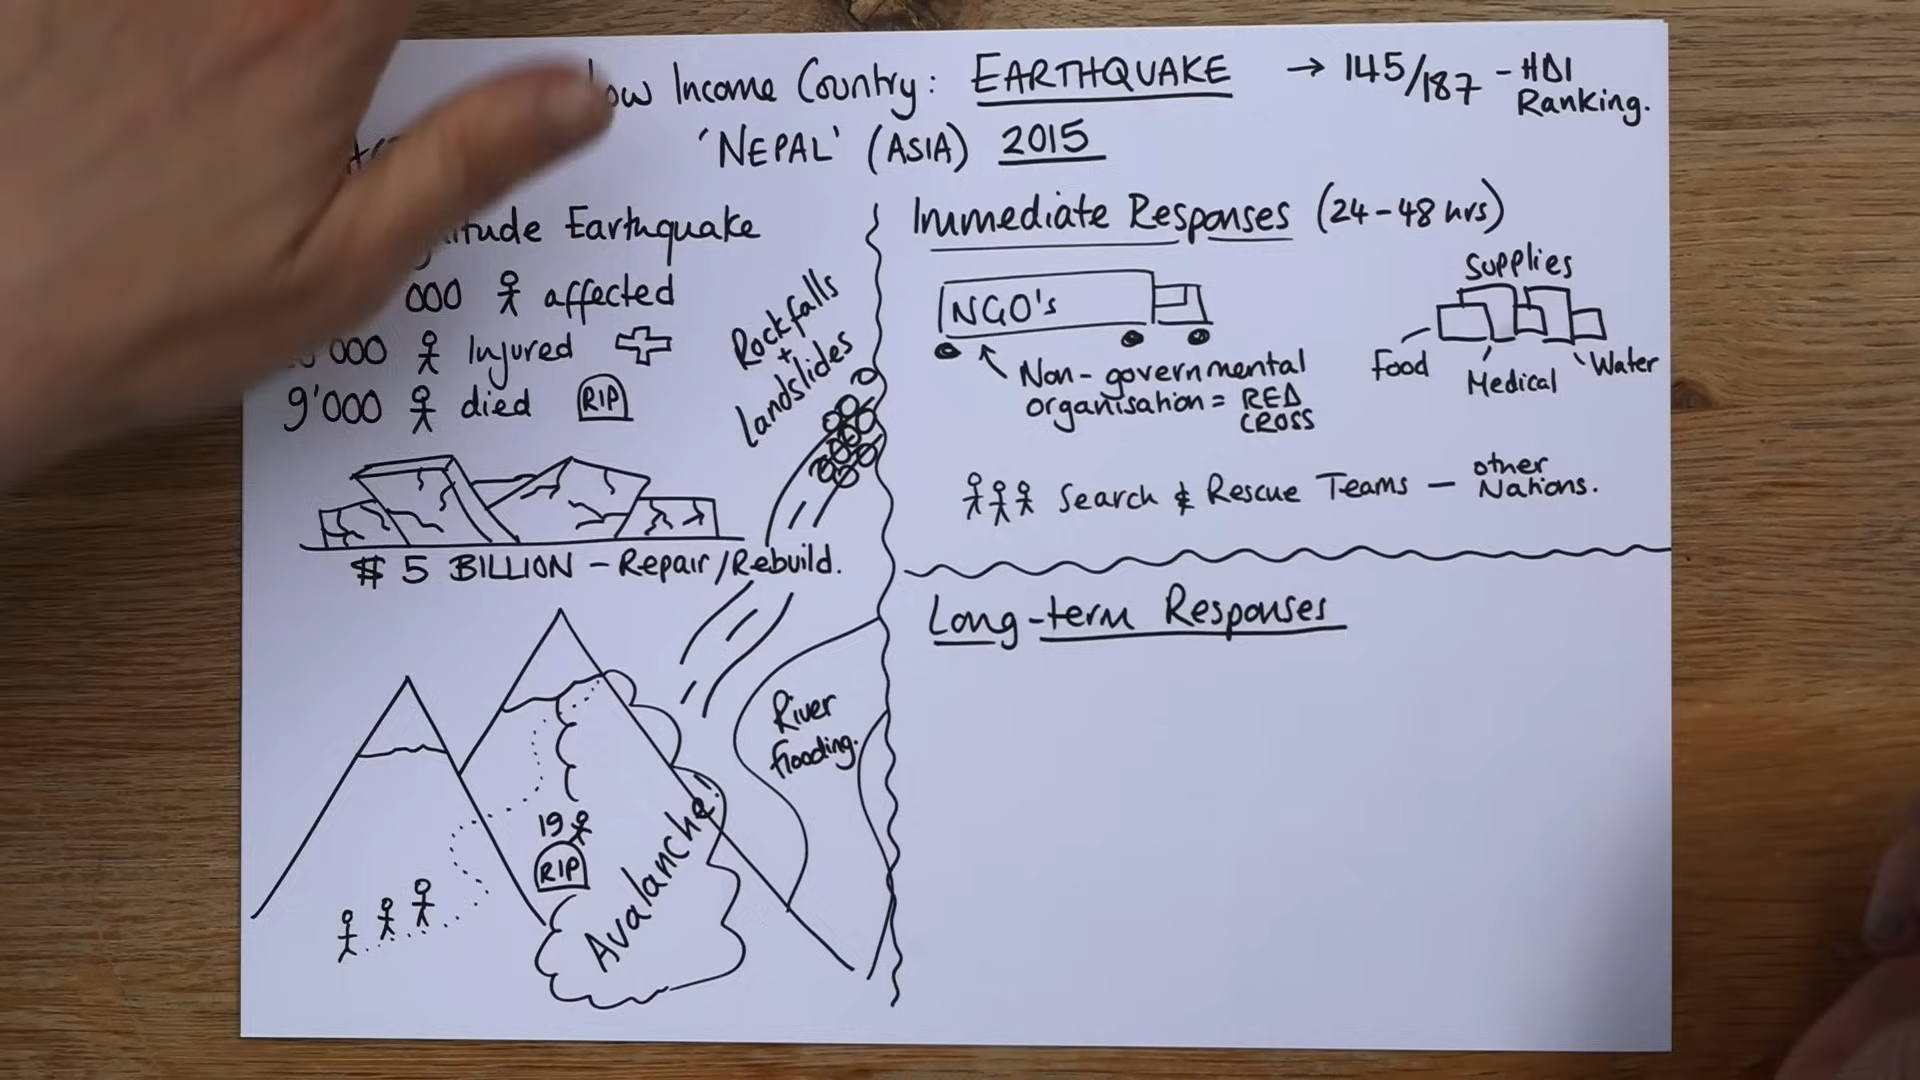 Low Income Country: EARTHQUAKE → 145/187 - HDI Ranking.
'NEPAL' (ASIA) 2015
Earthquake
000 affected
000 Injured
9'000 died
RIP
$5 BILLION - Repair/Rebuild.
Rockfalls
+
Landslides
River
flooding.
19
RIP
Avalanche!
Immediate Responses (24-48 hrs)
NGO's
Non-governmental
organisation = RED
CROSS
Supplies
Food
Medical
Water
Search & Rescue Teams - other
Nations.
Long-term Responses